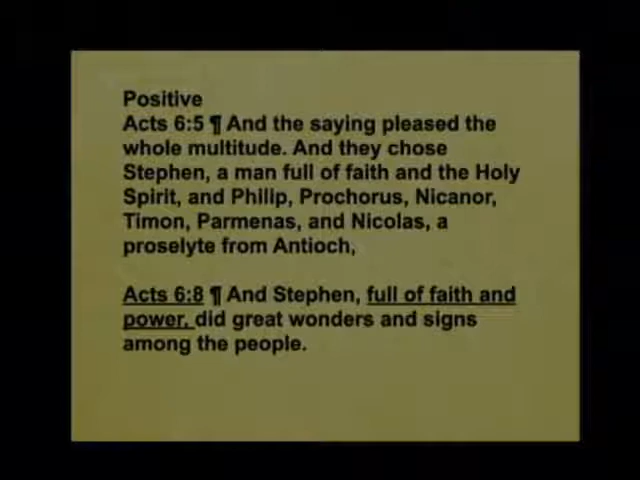 Positive
Acts 6:5 ¶ And the saying pleased the
whole multitude. And they chose
Stephen, a man full of faith and the Holy
Spirit, and Philip, Prochorus, Nicanor,
Timon, Parmenas, and Nicolas, a
proselyte from Antioch,
Acts 6:8 ¶ And Stephen, full of faith and
power, did great wonders and signs
among the people.